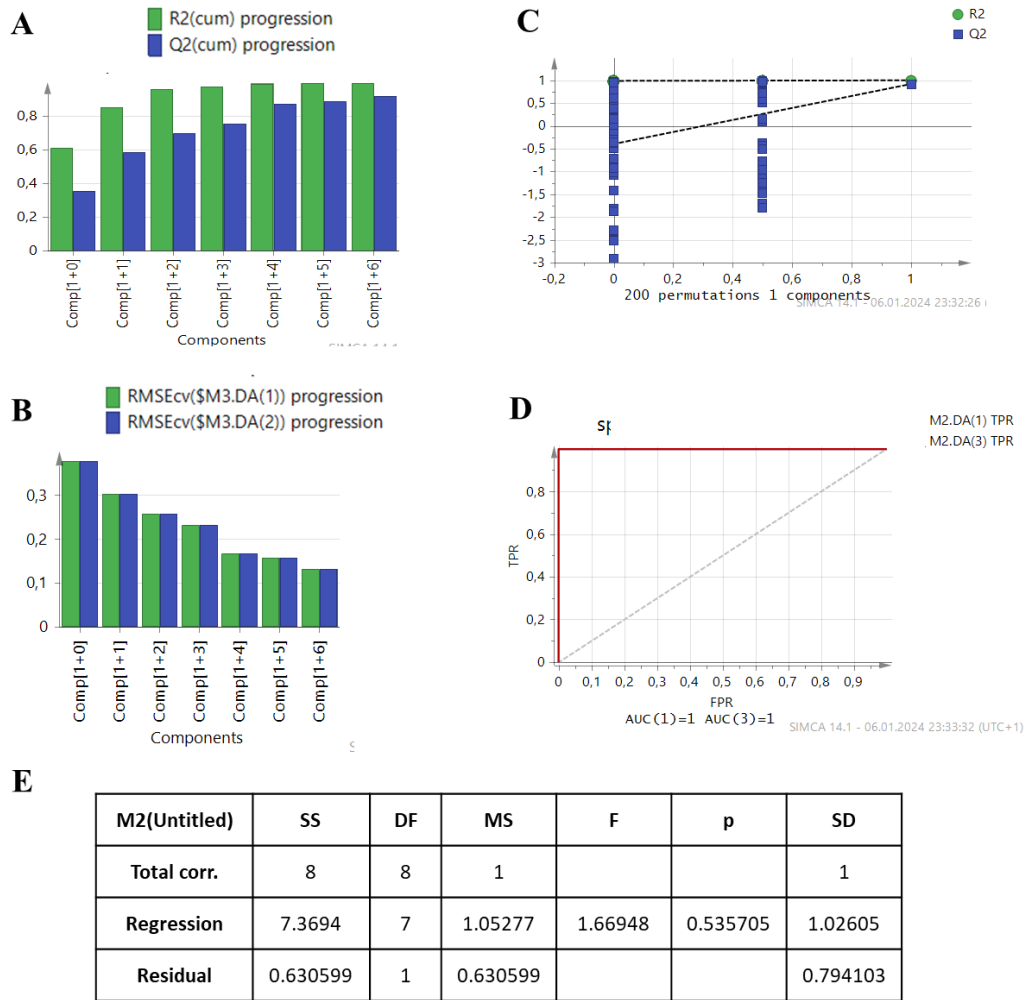 A
R2(cum) progression
Q2(cum) progression
0,8
0,6
0,4
0,2
0
Comp[1+0]
Comp[1+1]
Comp[1+2]
Comp[1+3]
Comp[1+4]
Comp[1+5]
Comp[1+6]
Components
C
R2
Q2
1
0,5
0
-0,5
-1
-1,5
-2
-2,5
-3
-0,2 0 0,2 0,4 0,6 0,8 1
200 permutations 1 components
SIMCA 14.1 - 06.01.2024 23:32:26
B
RMSEcv($M3.DA(1)) progression
RMSEcv($M3.DA(2)) progression
0,3
0,2
0,1
0
Comp[1+0]
Comp[1+1]
Comp[1+2]
Comp[1+3]
Comp[1+4]
Comp[1+5]
Comp[1+6]
Components
D
M2.DA(1) TPR
M2.DA(3) TPR
TPR
0,8
0,6
0,4
0,2
0
0 0,1 0,2 0,3 0,4 0,5 0,6 0,7 0,8 0,9
FPR
AUC(1)=1 AUC(3)=1
SIMCA 14.1 - 06.01.2024 23:33:32 (UTC+1)
E
M2(Untitled) SS DF MS F p SD
Total corr. 8 8 1 1
Regression 7.3694 7 1.05277 1.66948 0.535705 1.02605
Residual 0.630599 1 0.630599 0.794103